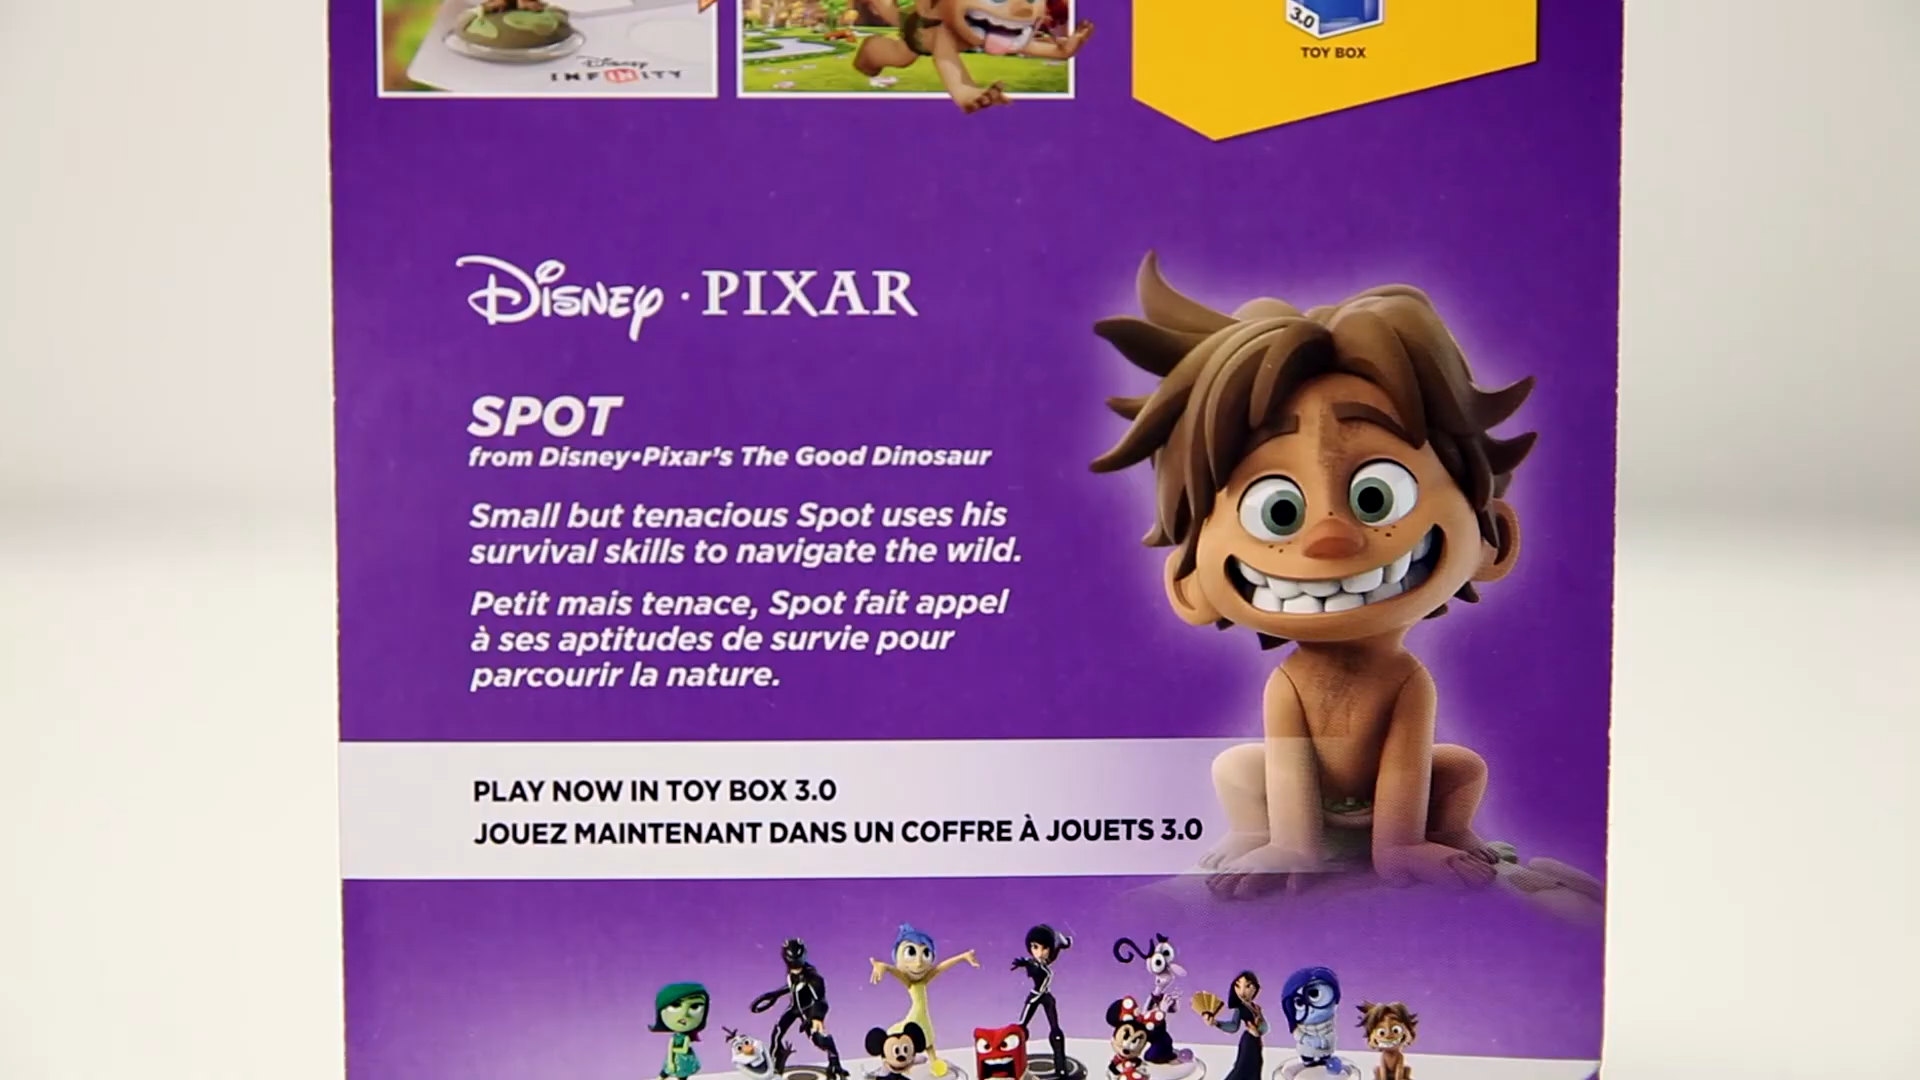 Disney
INFINITY
3.0
TOY BOX
Disney · PIXAR
SPOT
from Disney•Pixar's The Good Dinosaur
Small but tenacious Spot uses his
survival skills to navigate the wild.
Petit mais tenace, Spot fait appel
à ses aptitudes de survie pour
parcourir la nature.
PLAY NOW IN TOY BOX 3.0
JOUEZ MAINTENANT DANS UN COFFRE À JOUETS 3.0